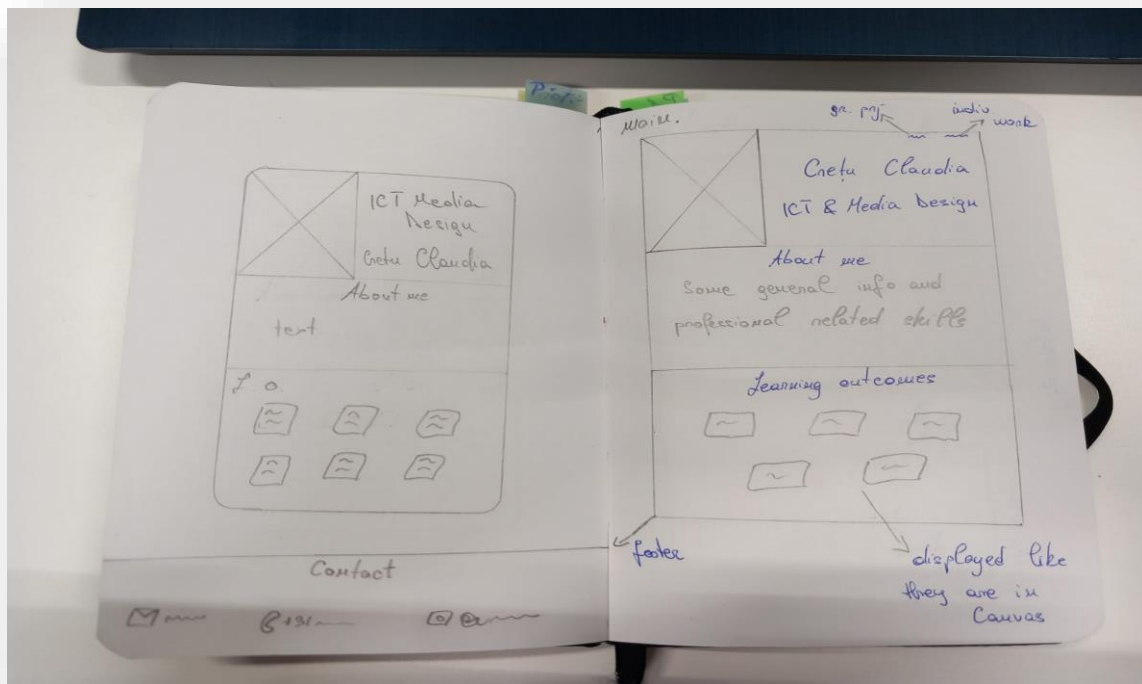 ICT Media
Design
Cretu Claudia
About me
text
L O
Contact
+31
Main.
gr. prj
indiv
work
Cretu Claudia
ICT & Media Design
About me
Some general info and
professional related skills
Learning outcomes
footer
displayed like
they are in
Canvas